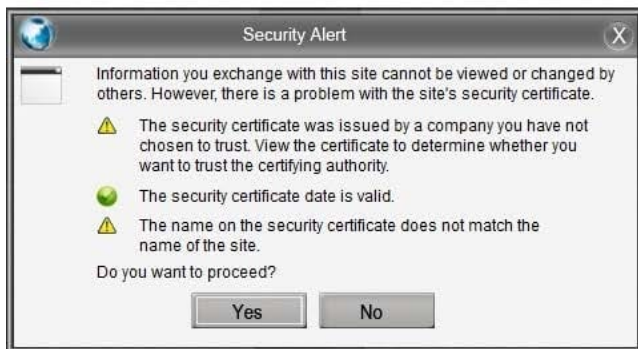 Security Alert
X
Information you exchange with this site cannot be viewed or changed by
others. However, there is a problem with the site's security certificate.
The security certificate was issued by a company you have not
chosen to trust. View the certificate to determine whether you
want to trust the certifying authority.
The security certificate date is valid.
The name on the security certificate does not match the
name of the site.
Do you want to proceed?
Yes No